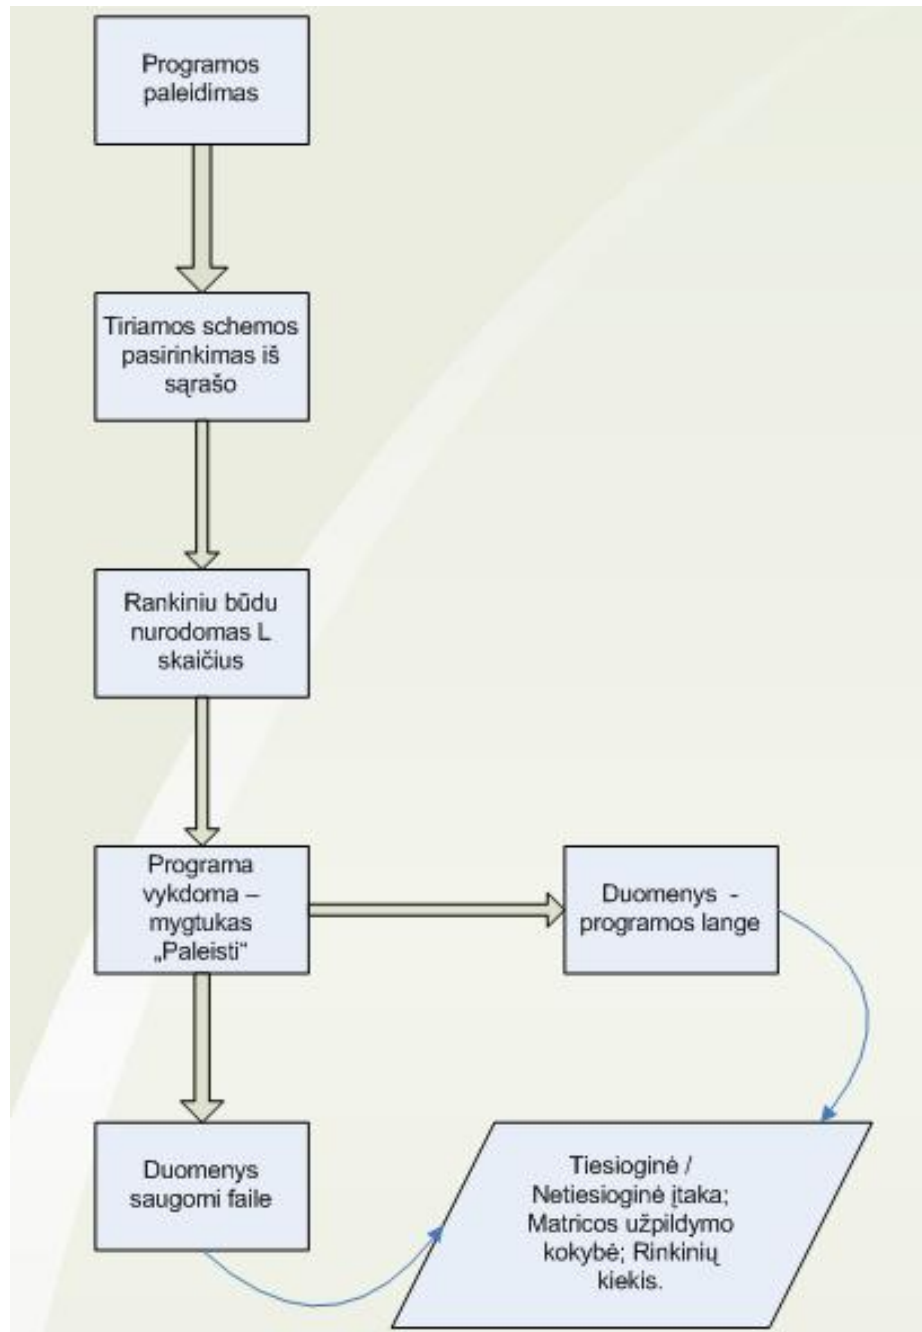 Programos
paleidimas
Tiriamos schemos
pasirinkimas iš
sąrašo
Rankiniu būdu
nurodomas L
skaičius
Programa
vykdoma –
mygtukas
„Paleisti“
Duomenys -
programos lange
Duomenys
saugomi faile
Tiesioginė /
Netiesioginė įtaka;
Matricos užpildymo
kokybė; Rinkinių
kiekis.